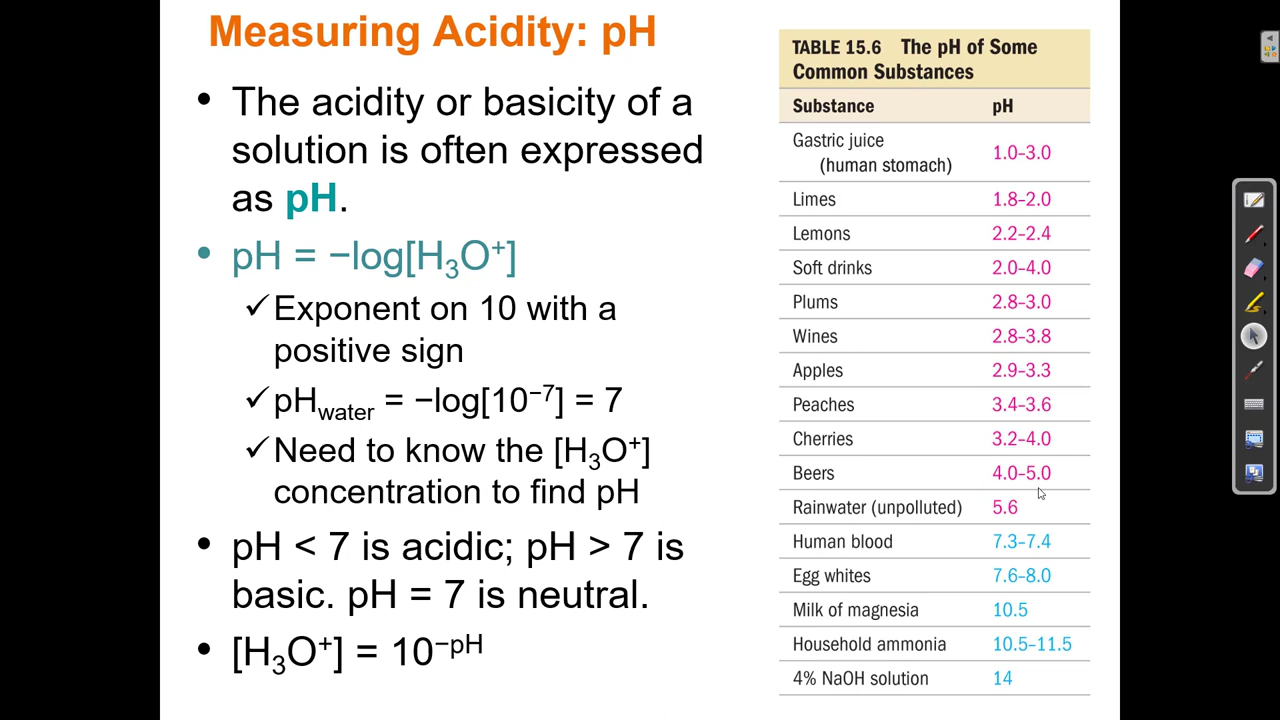 Measuring Acidity: pH
• The acidity or basicity of a
solution is often expressed
as pH.
• pH = −log[H₃O⁺]
✓Exponent on 10 with a
positive sign
✓pHwater = −log[10⁻⁷] = 7
✓Need to know the [H₃O⁺]
concentration to find pH
• pH < 7 is acidic; pH > 7 is
basic. pH = 7 is neutral.
• [H₃O⁺] = 10⁻ᵖᴴ
TABLE 15.6 The pH of Some
Common Substances
Substance pH
Gastric juice
(human stomach) 1.0–3.0
Limes 1.8–2.0
Lemons 2.2–2.4
Soft drinks 2.0–4.0
Plums 2.8–3.0
Wines 2.8–3.8
Apples 2.9–3.3
Peaches 3.4–3.6
Cherries 3.2–4.0
Beers 4.0–5.0
Rainwater (unpolluted) 5.6
Human blood 7.3–7.4
Egg whites 7.6–8.0
Milk of magnesia 10.5
Household ammonia 10.5–11.5
4% NaOH solution 14